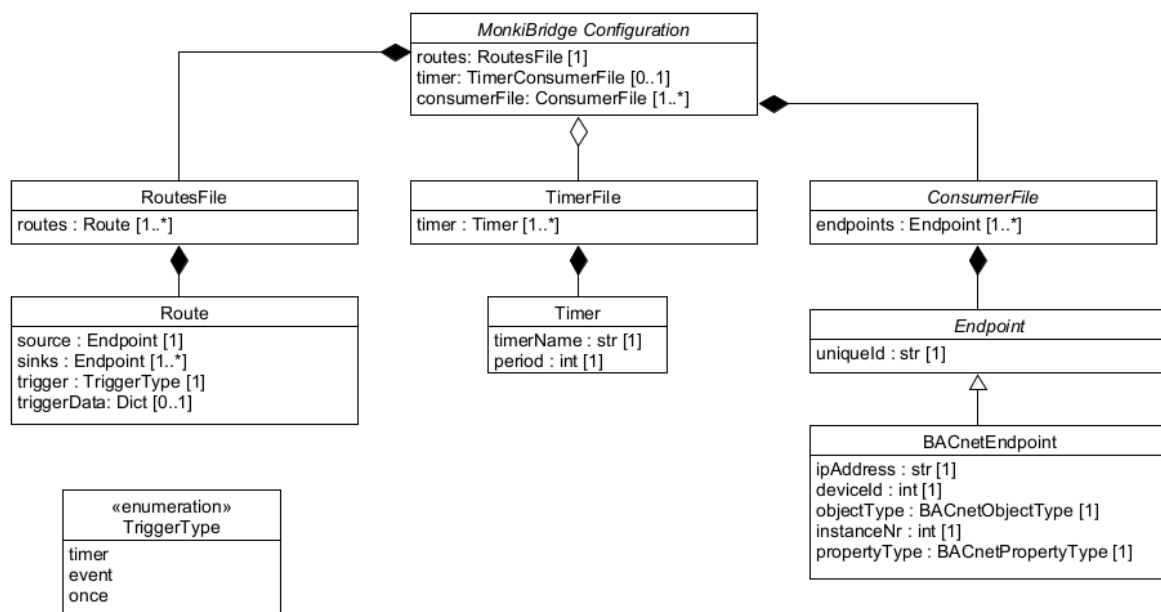 MonkiBridge Configuration
routes: RoutesFile [1]
timer: TimerConsumerFile [0..1]
consumerFile: ConsumerFile [1..*]
RoutesFile
routes : Route [1..*]
TimerFile
timer : Timer [1..*]
ConsumerFile
endpoints : Endpoint [1..*]
Route
source : Endpoint [1]
sinks : Endpoint [1..*]
trigger : TriggerType [1]
triggerData: Dict [0..1]
Timer
timerName : str [1]
period : int [1]
Endpoint
uniqueId : str [1]
BACnetEndpoint
ipAddress : str [1]
deviceId : int [1]
objectType : BACnetObjectType [1]
instanceNr : int [1]
propertyType : BACnetPropertyType [1]
«enumeration»
TriggerType
timer
event
once